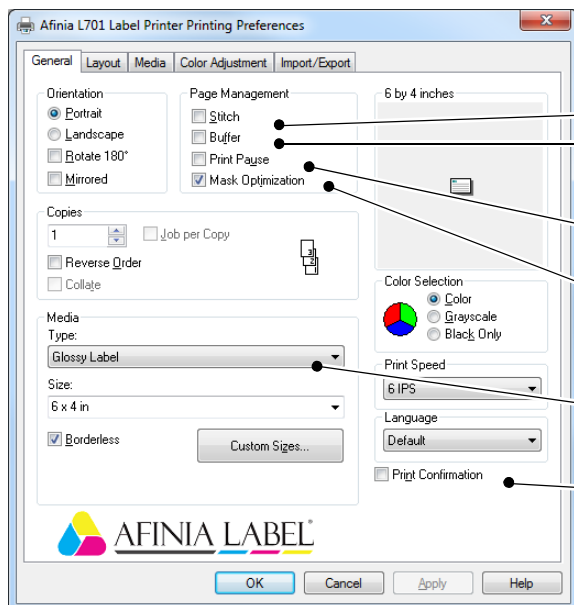 Afinia L701 Label Printer Printing Preferences
General Layout Media Color Adjustment Import/Export
Orientation
Portrait
Landscape
Rotate 180°
Mirrored
Page Management
Stitch
Buffer
Print Pause
Mask Optimization
6 by 4 inches
Copies
1
Job per Copy
Reverse Order
Collate
3
2
1
Color Selection
Color
Grayscale
Black Only
Media
Type:
Glossy Label
Size:
6 x 4 in
Borderless
Custom Sizes...
Print Speed
6 IPS
Language
Default
Print Confirmation
AFINIA LABEL
OK Cancel Apply Help